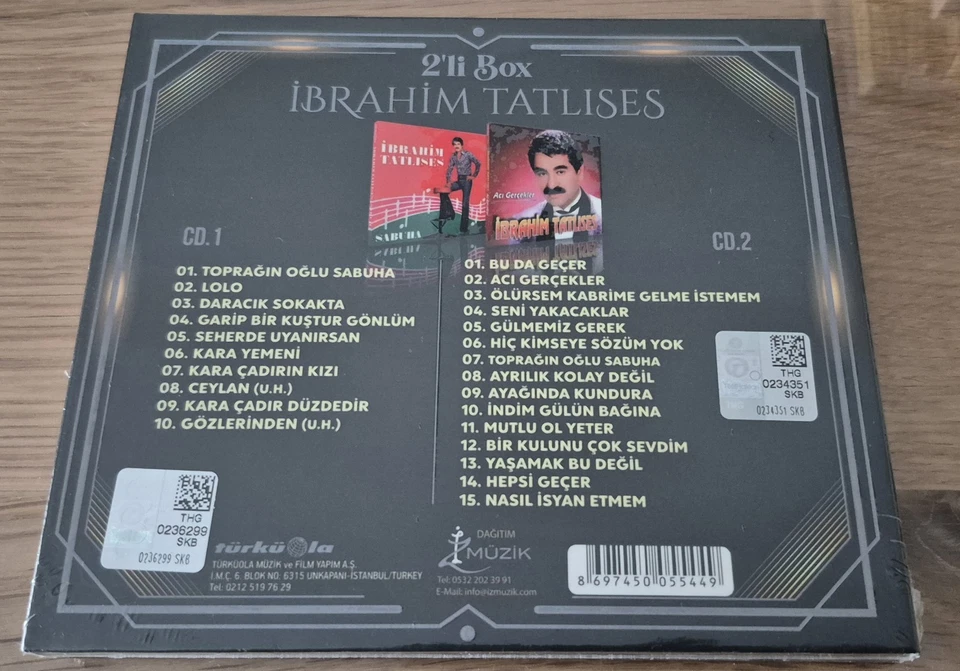 2'li Box
İBRAHİM TATLISES
İBRAHİM
TATLISES
SABUHA
Acı Gerçekler
İBRAHİM TATLISES
CD.1
01. TOPRAĞIN OĞLU SABUHA
02. LOLO
03. DARACIK SOKAKTA
04. GARİP BİR KUŞTUR GÖNLÜM
05. SEHERDE UYANIRSAN
06. KARA YEMENİ
07. KARA ÇADIRIN KIZI
08. CEYLAN (U.H.)
09. KARA ÇADIR DÜZDEDİR
10. GÖZLERİNDEN (U.H.)
CD.2
01. BU DA GEÇER
02. ACI GERÇEKLER
03. ÖLÜRSEM KABRİME GELME İSTEMEM
04. SENİ YAKACAKLAR
05. GÜLMEMİZ GEREK
06. HİÇ KİMSEYE SÖZÜM YOK
07. TOPRAĞIN OĞLU SABUHA
08. AYRILIK KOLAY DEĞİL
09. AYAĞINDA KUNDURA
10. İNDİM GÜLÜN BAĞINA
11. MUTLU OL YETER
12. BİR KULUNU ÇOK SEVDİM
13. YAŞAMAK BU DEĞİL
14. HEPSİ GEÇER
15. NASIL İSYAN ETMEM
THG
0234351
SKB
0234351 SKB
THG
0236299
SKB
0236299 SKB
türküola
TÜRKÜOLA MÜZİK ve FİLM YAPIM A.Ş.
İ.M.Ç. 6. BLOK NO. 6315 UNKAPANI-İSTANBUL/TURKEY
Tel: 0212 519 76 29
DAĞITIM
iz MÜZİK
Tel: 0532 202 39 91
E-Mail: info@izmuzik.com
8 697450 055449